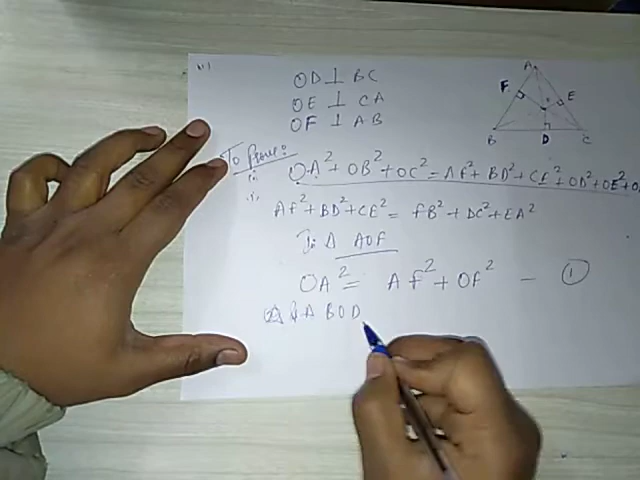 OD ⊥ BC
OE ⊥ CA
OF ⊥ AB
A
F
E
B
D
C
To Prove:
OA² + OB² + OC² = AF² + BD² + CE² + OD² + OE² + O
AF² + BD² + CE² = FB² + DC² + EA²
Δ AOF
OA² = AF² + OF² — ①
Δ BOD